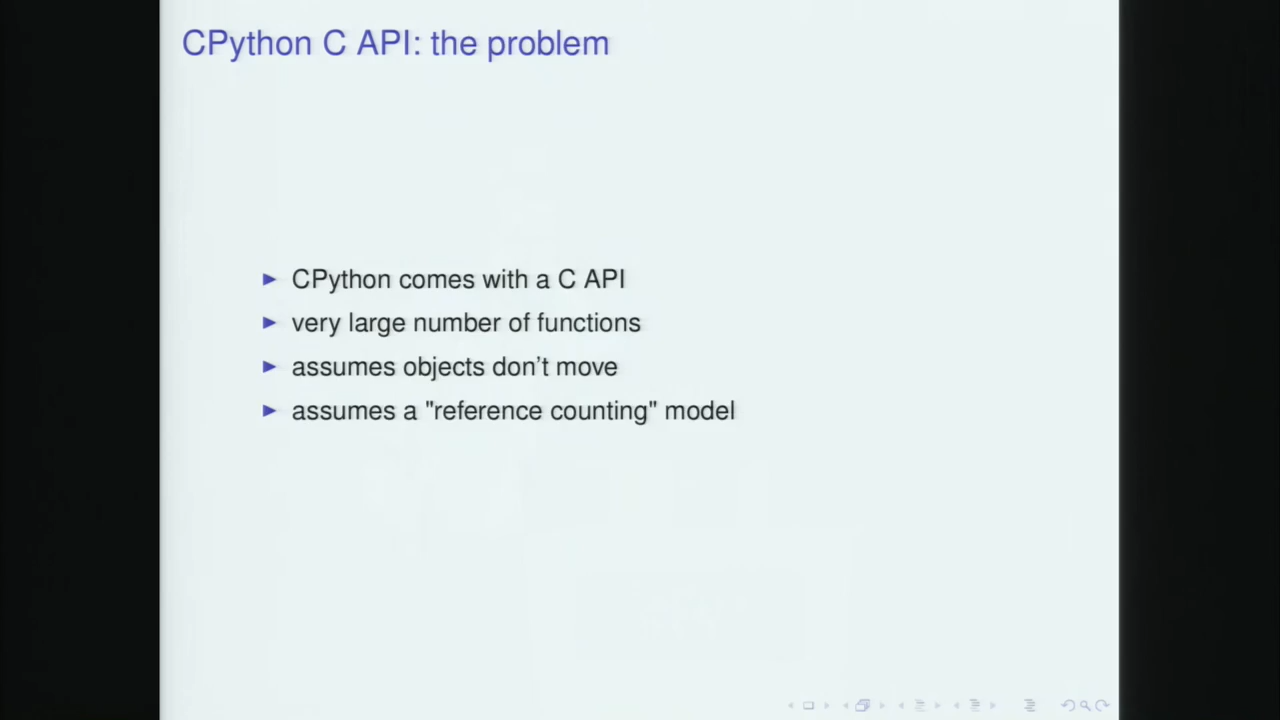 CPython C API: the problem
CPython comes with a C API
very large number of functions
assumes objects don't move
assumes a "reference counting" model